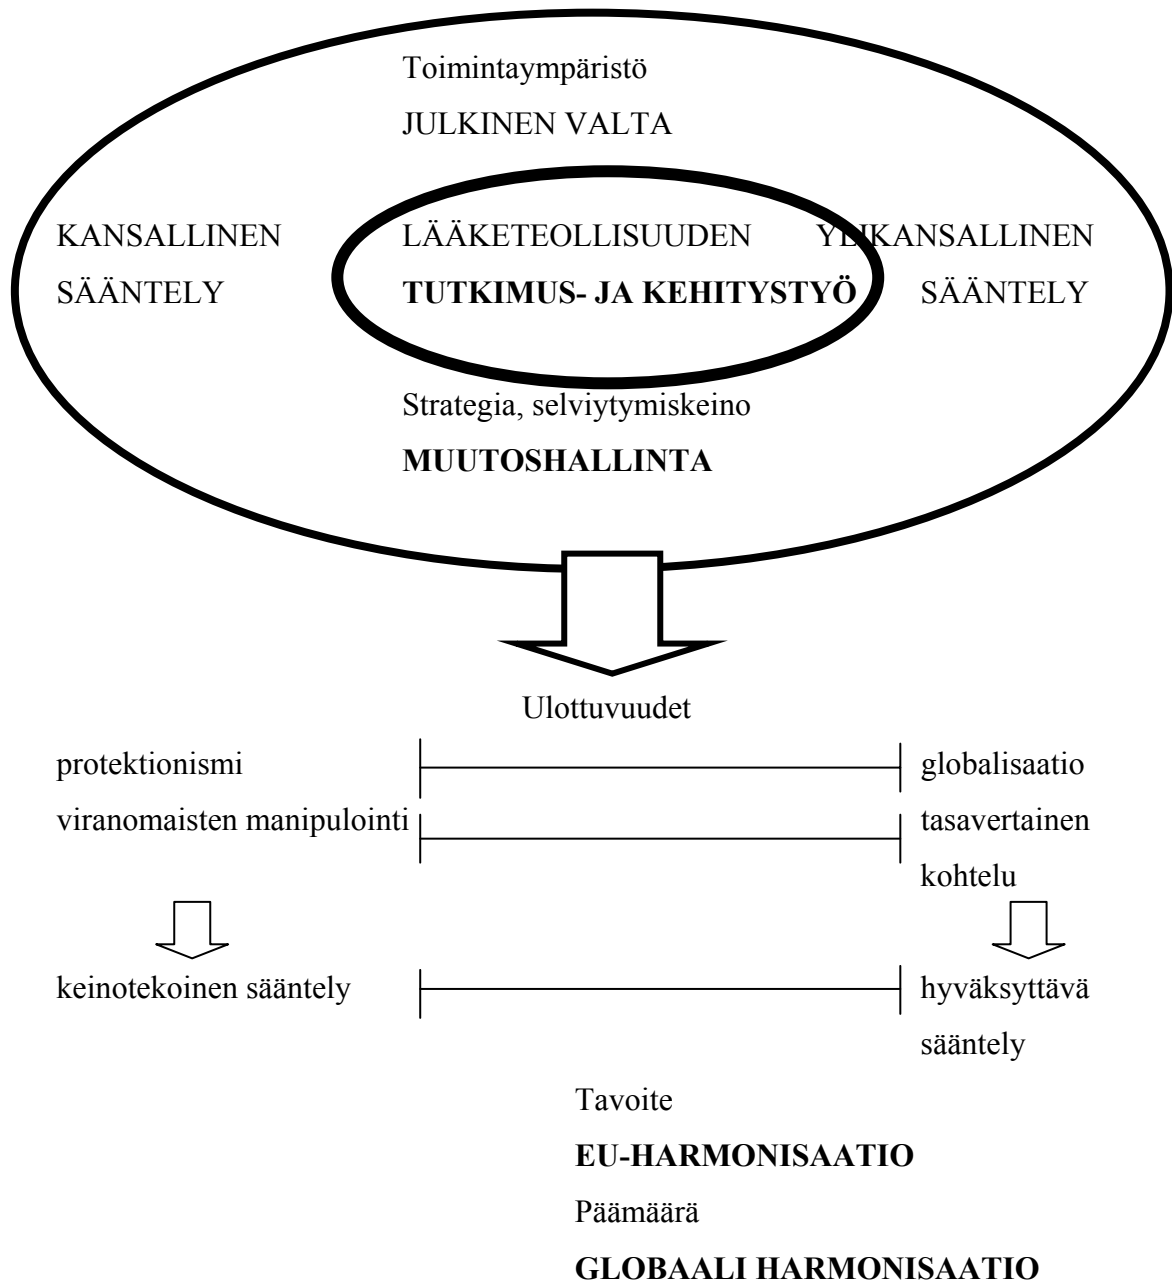 Toimintaympäristö
JULKINEN VALTA
KANSALLINEN LÄÄKETEOLLISUUDEN YLIKANSALLINEN
SÄÄNTELY TUTKIMUS- JA KEHITYSTYÖ SÄÄNTELY
Strategia, selviytymiskeino
MUUTOSHALLINTA
Ulottuvuudet
protektionismi globalisaatio
viranomaisten manipulointi tasavertainen
kohtelu
keinotekoinen sääntely hyväksyttävä
sääntely
Tavoite
EU-HARMONISAATIO
Päämäärä
GLOBAALI HARMONISAATIO